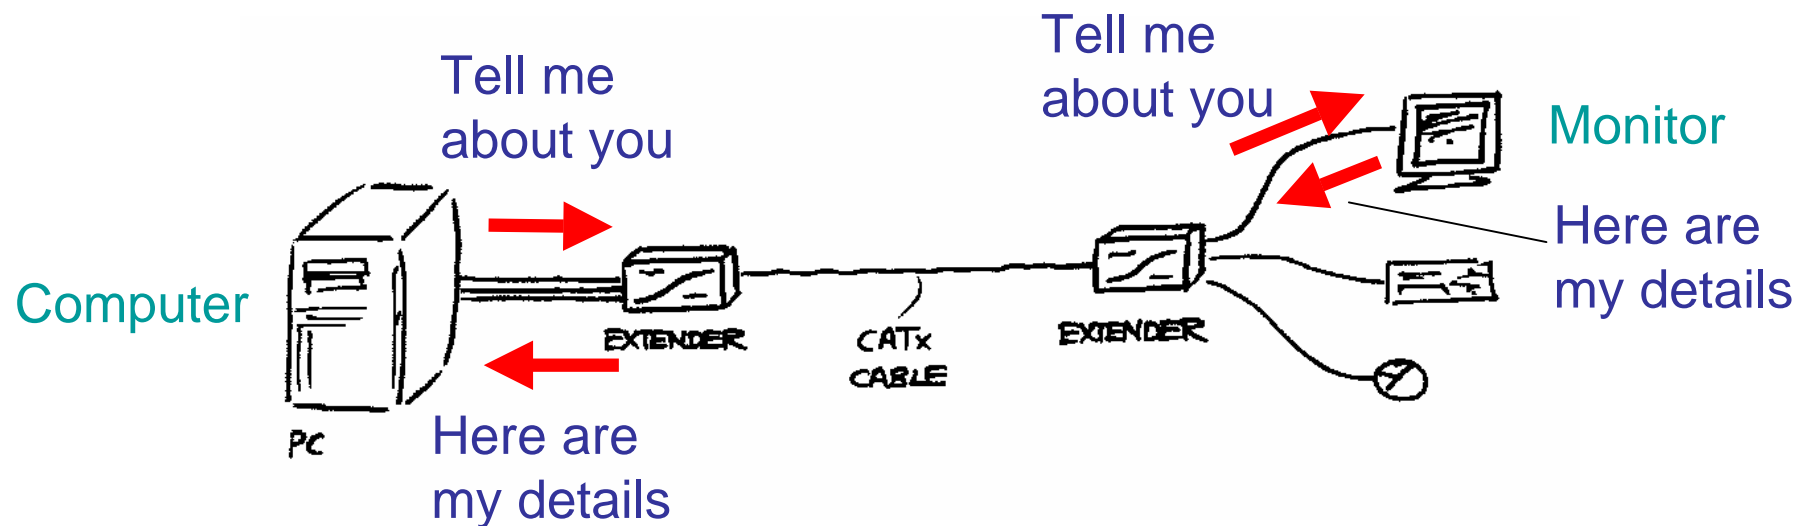 Tell me
about you
Tell me
about you
Monitor
Here are
my details
Computer
EXTENDER
CATx
CABLE
EXTENDER
PC
Here are
my details